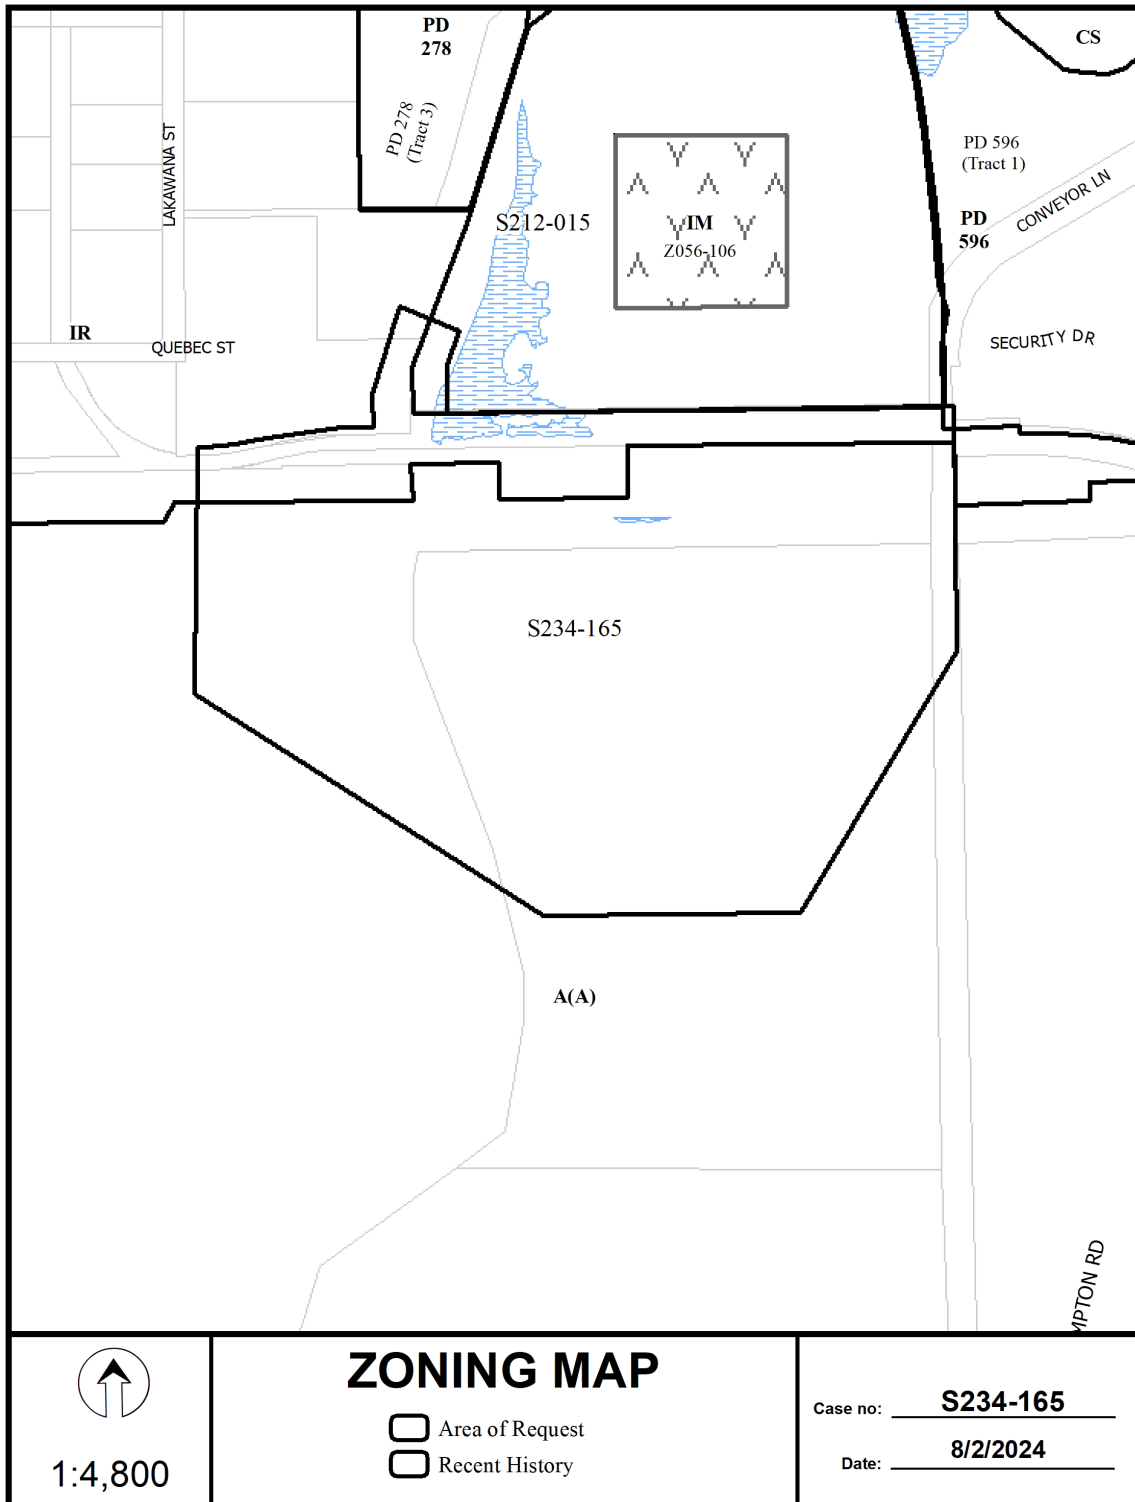 PD
278
CS
PD 278
(Tract 3)
LAKAWANA ST
PD 596
(Tract 1)
CONVEYOR LN
S212-015
IM
Z056-106
PD
596
IR
QUEBEC ST
SECURITY DR
S234-165
A(A)
MPTON RD
ZONING MAP
Area of Request
Recent History
1:4,800
Case no: S234-165
Date: 8/2/2024